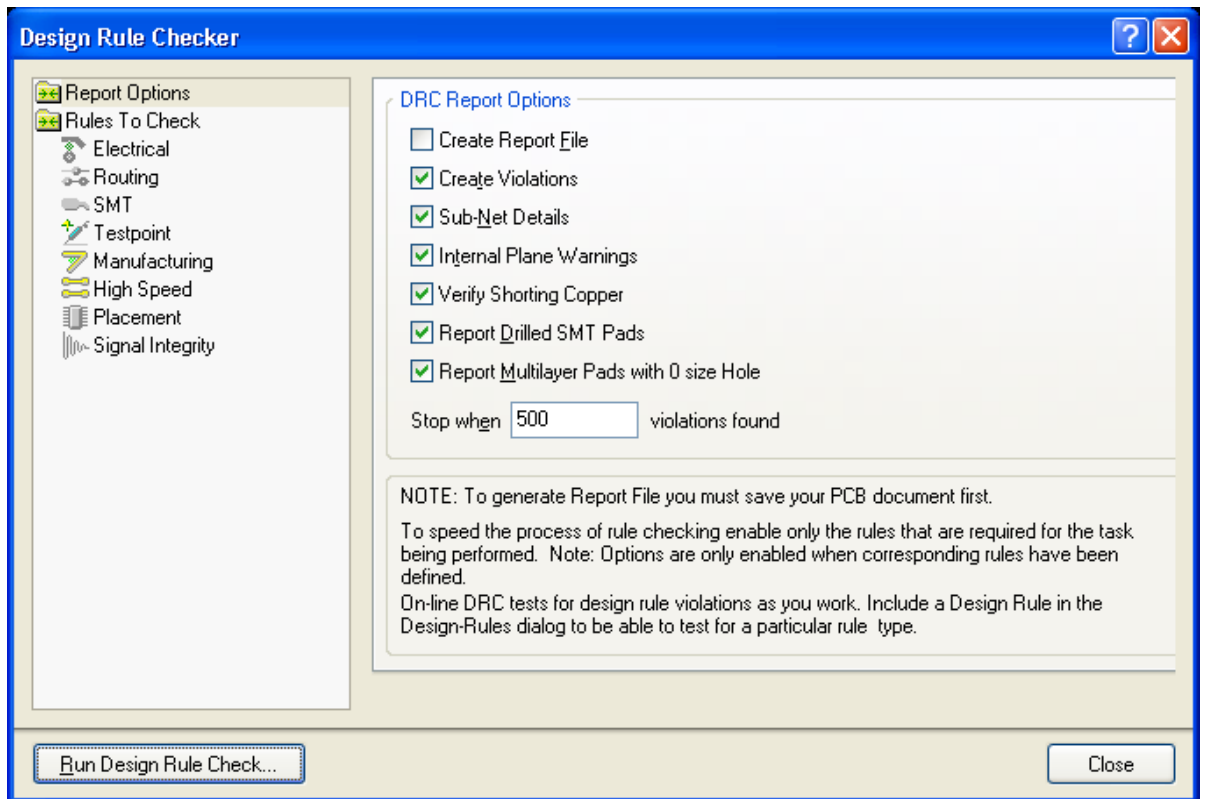 Design Rule Checker
Report Options
Rules To Check
Electrical
Routing
SMT
Testpoint
Manufacturing
High Speed
Placement
Signal Integrity
DRC Report Options
Create Report File
Create Violations
Sub-Net Details
Internal Plane Warnings
Verify Shorting Copper
Report Drilled SMT Pads
Report Multilayer Pads with 0 size Hole
Stop when 500 violations found
NOTE: To generate Report File you must save your PCB document first.
To speed the process of rule checking enable only the rules that are required for the task
being performed. Note: Options are only enabled when corresponding rules have been
defined.
On-line DRC tests for design rule violations as you work. Include a Design Rule in the
Design-Rules dialog to be able to test for a particular rule type.
Run Design Rule Check...
Close